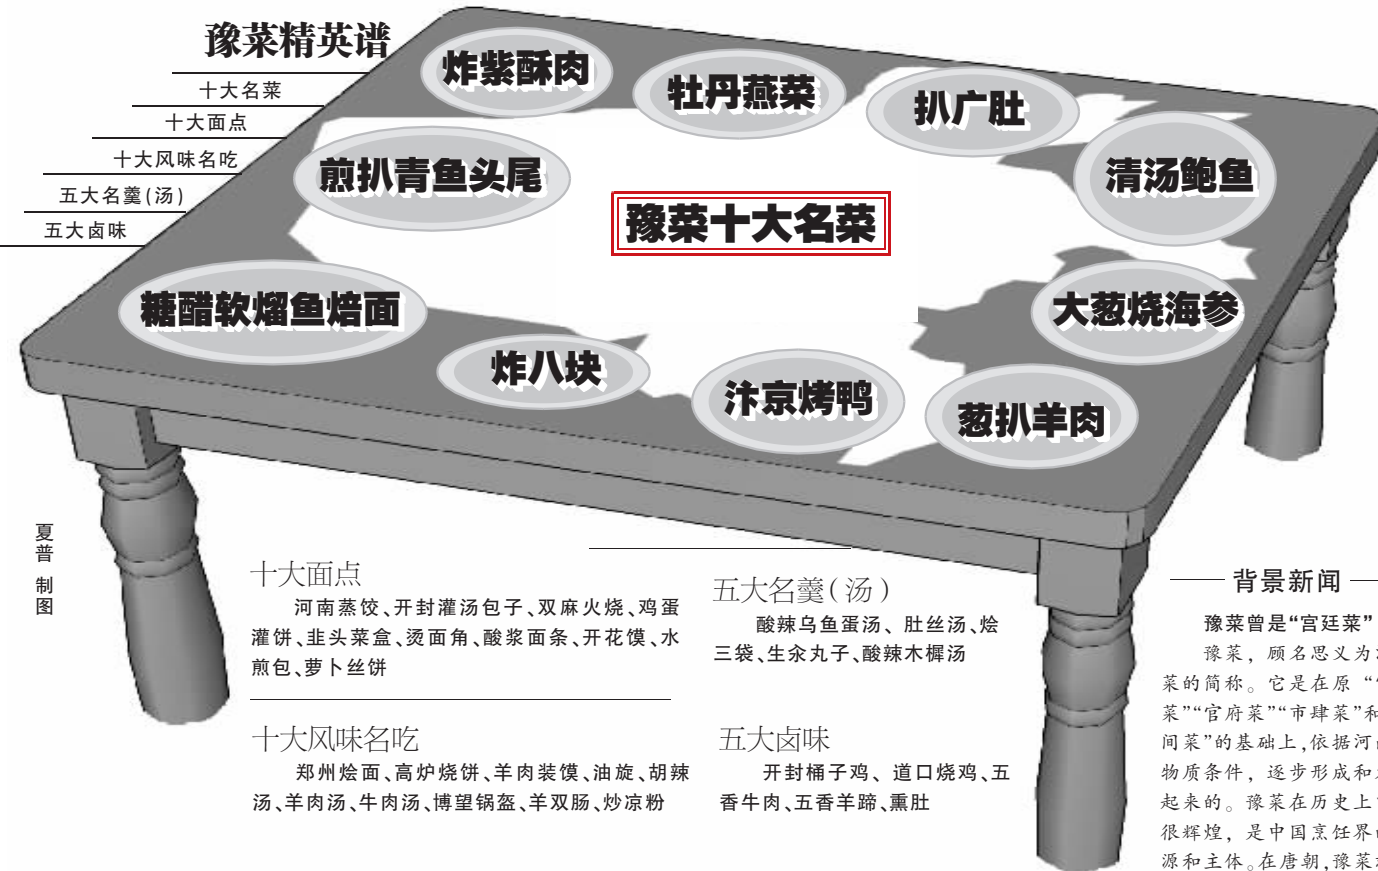 豫菜精英谱
十大名菜
十大面点
十大风味名吃
五大名羹(汤)
五大卤味
炸紫酥肉
牡丹燕菜
扒广肚
清汤鲍鱼
煎扒青鱼头尾
豫菜十大名菜
糖醋软熘鱼焙面
大葱烧海参
炸八块
汴京烤鸭
葱扒羊肉
夏普 制图
十大面点
河南蒸饺、开封灌汤包子、双麻火烧、鸡蛋
灌饼、韭头菜盒、烫面角、酸浆面条、开花馍、水
煎包、萝卜丝饼
十大风味名吃
郑州烩面、高炉烧饼、羊肉装馍、油旋、胡辣
汤、羊肉汤、牛肉汤、博望锅盔、羊双肠、炒凉粉
五大名羹(汤)
酸辣乌鱼蛋汤、肚丝汤、烩
三袋、生汆丸子、酸辣木樨汤
五大卤味
开封桶子鸡、道口烧鸡、五
香牛肉、五香羊蹄、熏肚
背景新闻
豫菜曾是“宫廷菜”
豫菜，顾名思义为
菜的简称。它是在原“
菜”“官府菜”“市肆菜”和
间菜”的基础上,依据河
物质条件，逐步形成和
起来的。豫菜在历史上
很辉煌，是中国烹饪界
源和主体。在唐朝,豫菜